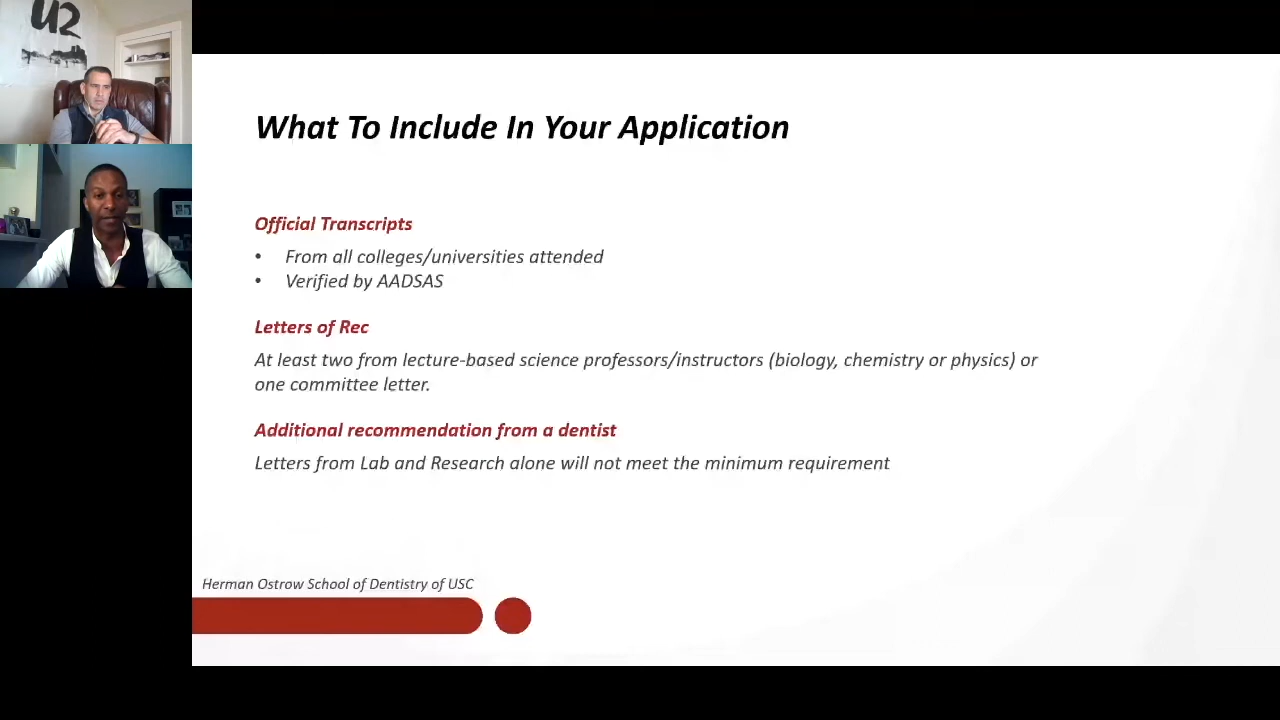 U2
What To Include In Your Application
Official Transcripts
• From all colleges/universities attended
• Verified by AADSAS
Letters of Rec
At least two from lecture-based science professors/instructors (biology, chemistry or physics) or
one committee letter.
Additional recommendation from a dentist
Letters from Lab and Research alone will not meet the minimum requirement
Herman Ostrow School of Dentistry of USC